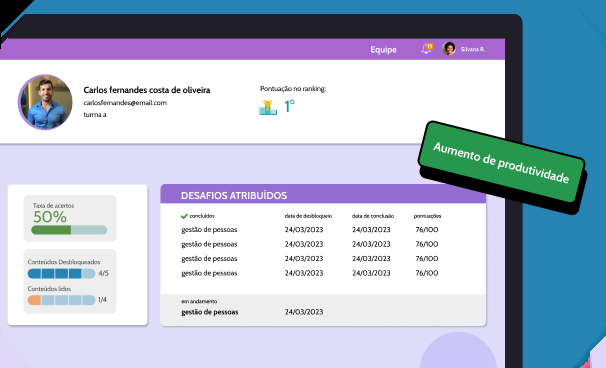 Equipe
11
Silvana R.
Carlos fernandes costa de oliveira
carlosfernandes@email.com
turma a
Pontuação no ranking:
1º
Aumento de produtividade
Taxa de acertos
50%
Conteúdos Desbloqueados
4/5
Conteúdos lidos
1/4
DESAFIOS ATRIBUÍDOS
concluídos data de desbloqueio data de conclusão pontuações
gestão de pessoas 24/03/2023 24/03/2023 76/100
gestão de pessoas 24/03/2023 24/03/2023 76/100
gestão de pessoas 24/03/2023 24/03/2023 76/100
gestão de pessoas 24/03/2023 24/03/2023 76/100
em andamento
gestão de pessoas 24/03/2023